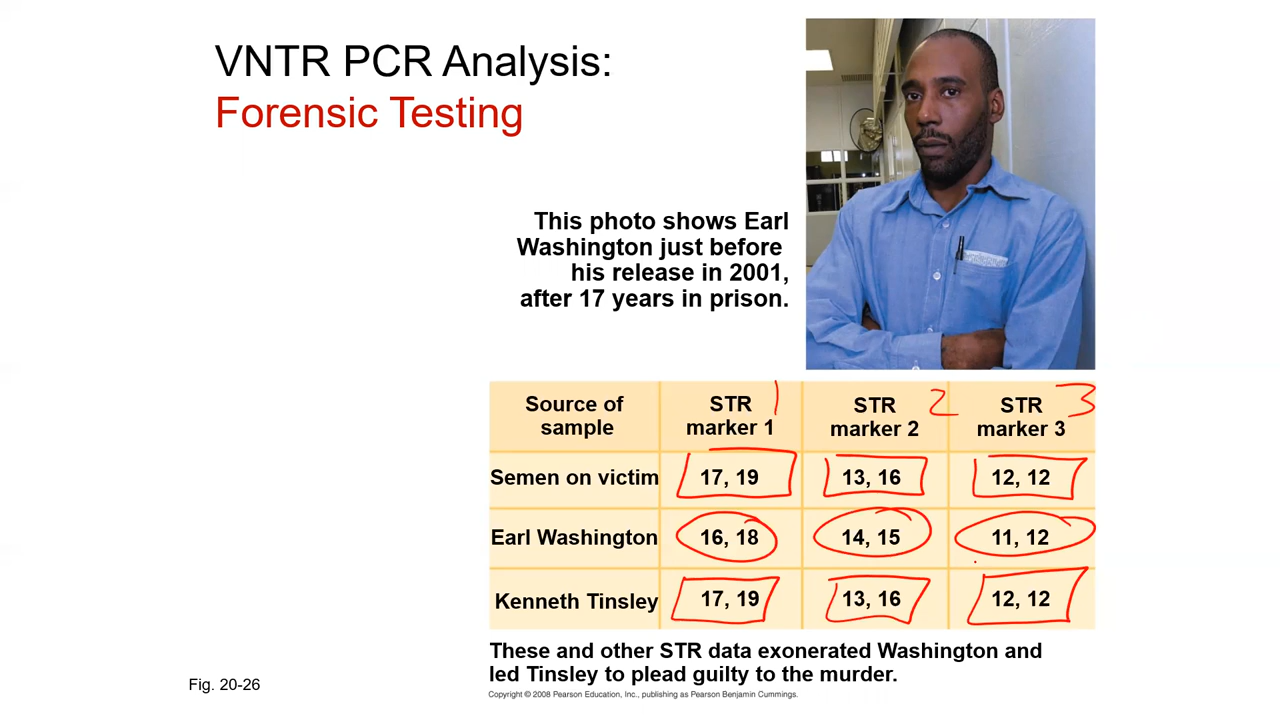 VNTR PCR Analysis:
Forensic Testing
This photo shows Earl
Washington just before
his release in 2001,
after 17 years in prison.
Source of sample STR marker 1 STR marker 2 STR marker 3
1 2 3
Semen on victim 17, 19 13, 16 12, 12
Earl Washington 16, 18 14, 15 11, 12
Kenneth Tinsley 17, 19 13, 16 12, 12
These and other STR data exonerated Washington and
led Tinsley to plead guilty to the murder.
Fig. 20-26
Copyright © 2008 Pearson Education, Inc., publishing as Pearson Benjamin Cummings.